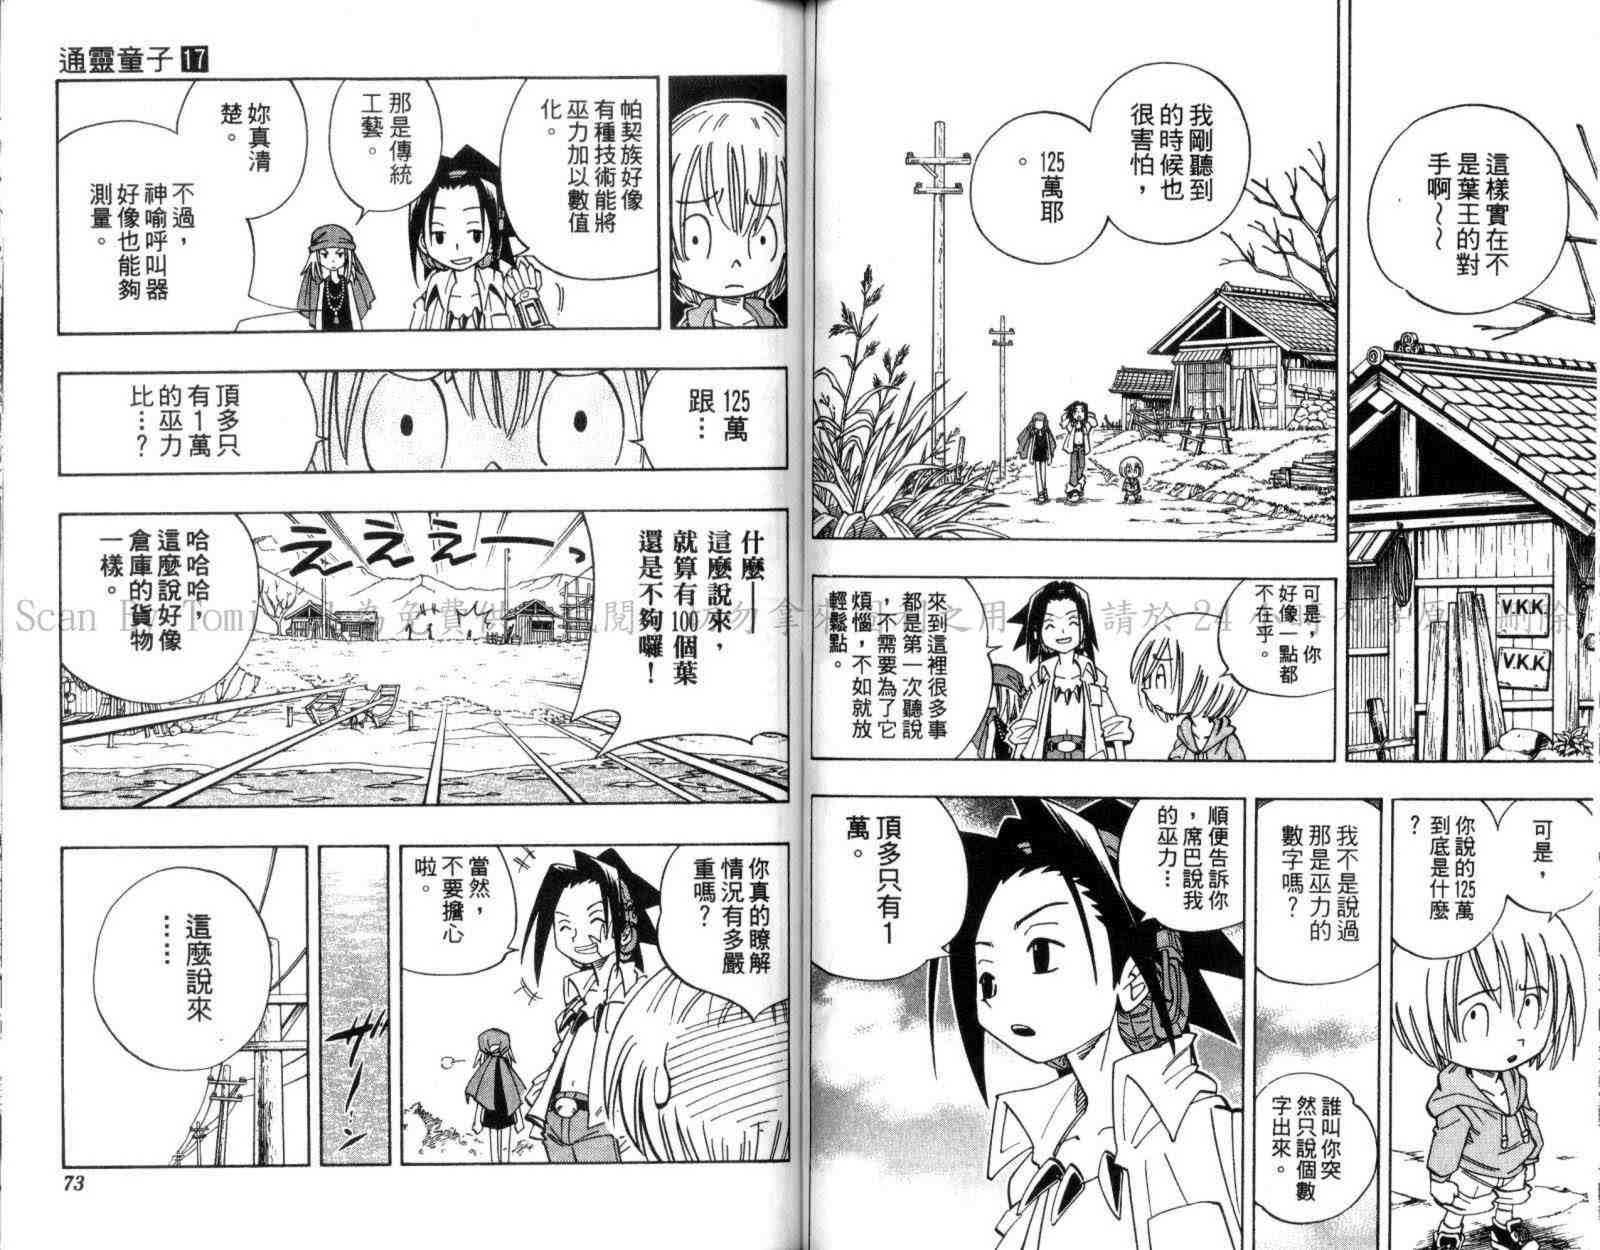 這樣實在不
是葉王的對
手啊～～
我剛聽到
的時候也
很害怕，
125萬耶
。
V.K.K.
V.K.K.
可是，你
好像一點都
不在乎。
來到這裡很多事
都是第一次聽說
，不需要為了它
煩惱，不如就放
輕鬆點。
可是，
你說的125萬
到底是什麼
？
我不是說過
那是巫力的
數字嗎？
誰叫你突
然只說個數
字出來。
順便告訴你
，席巴說我
的巫力…
頂多只有1
萬。
通靈童子 17
帕契族好像
有種技術能將
巫力加以數值
化。
那是傳統
工藝。
妳真清
楚。
不過，
神喻呼叫器
好像也能夠
測量。
125萬
跟…
頂多只
有1萬
的巫力
比…？
什麼——
這麼說來，
就算有100個葉
還是不夠囉！
えええーっ
哈哈哈，
這麼說好像
倉庫的貨物
一樣。
你真的瞭解
情況有多嚴
重嗎？
當然，
不要擔心
啦。
這麼說來
……
73